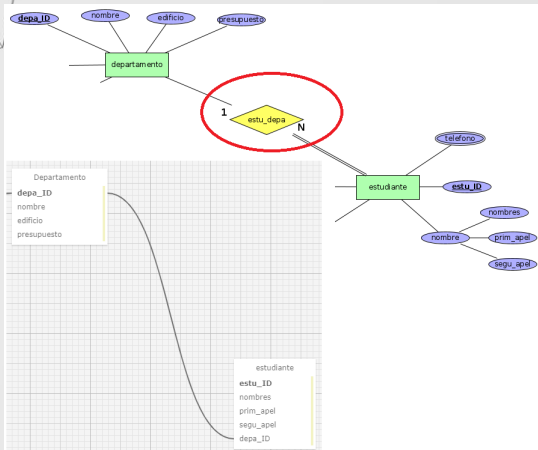 depa_ID
nombre
edificio
presupuesto
departamento
1
estu_depa
N
telefono
estudiante
estu_ID
nombres
nombre
prim_apel
segu_apel
Departamento
depa_ID
nombre
edificio
presupuesto
estudiante
estu_ID
nombres
prim_apel
segu_apel
depa_ID